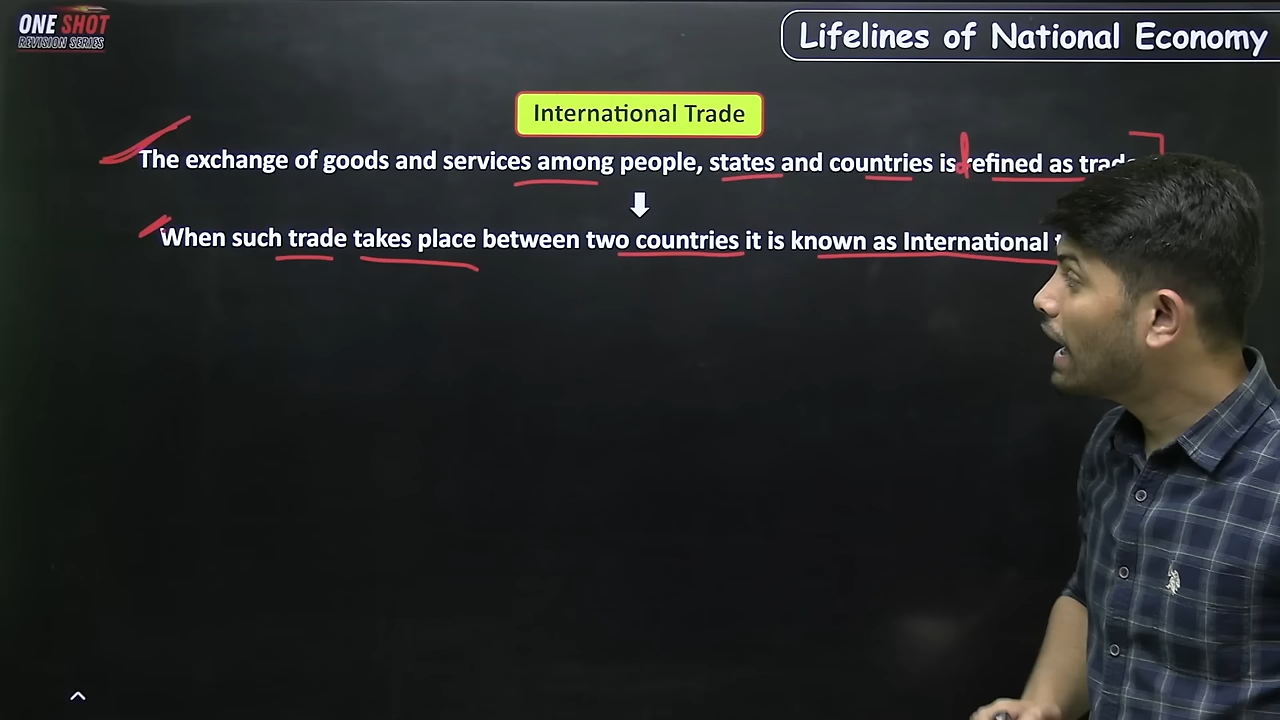 ONE SHOT
REVISION SERIES
Lifelines of National Economy
International Trade
The exchange of goods and services among people, states and countries is refined as trade
When such trade takes place between two countries it is known as International